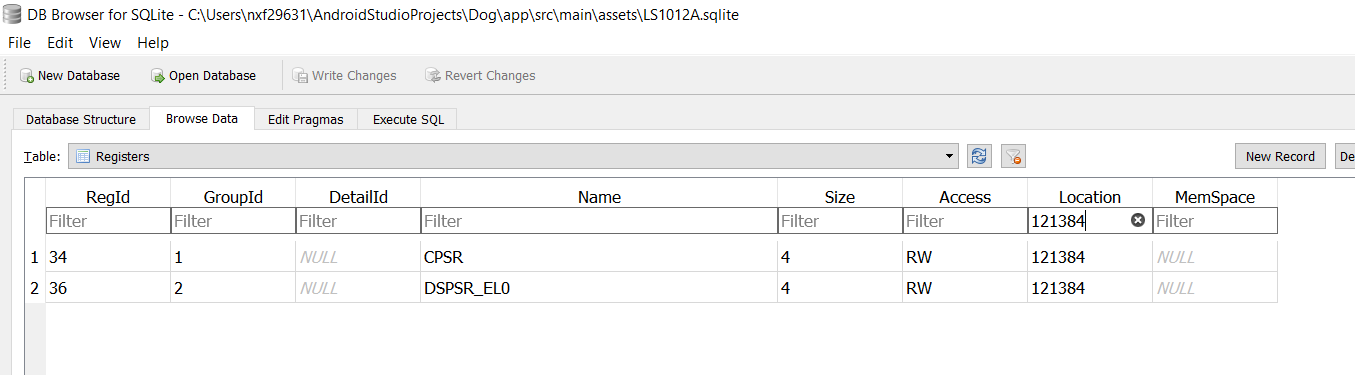 DB Browser for SQLite - C:\Users\nxf29631\AndroidStudioProjects\Dog\app\src\main\assets\LS1012A.sqlite
File Edit View Help
New Database Open Database Write Changes Revert Changes
Database Structure Browse Data Edit Pragmas Execute SQL
Table: Registers New Record De
RegId GroupId DetailId Name Size Access Location MemSpace
Filter Filter Filter Filter Filter Filter 121384 Filter
1 34 1 NULL CPSR 4 RW 121384 NULL
2 36 2 NULL DSPSR_EL0 4 RW 121384 NULL